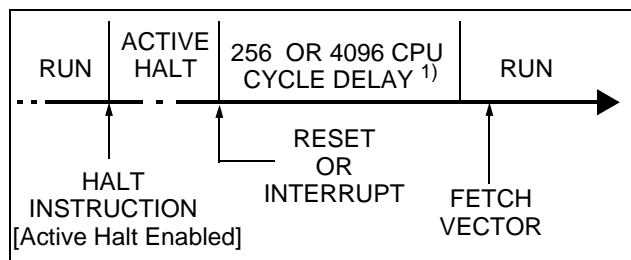 RUN
ACTIVE
HALT
256 OR 4096 CPU
CYCLE DELAY 1)
RUN
HALT
INSTRUCTION
[Active Halt Enabled]
RESET
OR
INTERRUPT
FETCH
VECTOR